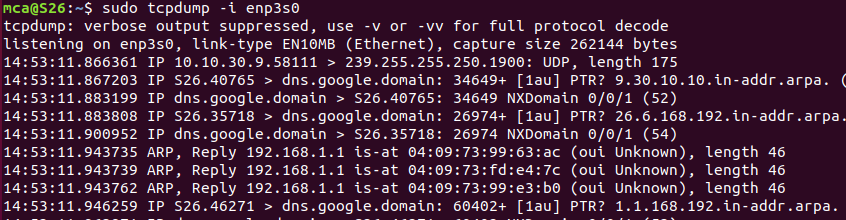 mca@S26:~$ sudo tcpdump -i enp3s0
tcpdump: verbose output suppressed, use -v or -vv for full protocol decode
listening on enp3s0, link-type EN10MB (Ethernet), capture size 262144 bytes
14:53:11.866361 IP 10.10.30.9.58111 > 239.255.255.250.1900: UDP, length 175
14:53:11.867203 IP S26.40765 > dns.google.domain: 34649+ [1au] PTR? 9.30.10.10.in-addr.arpa. (
14:53:11.883199 IP dns.google.domain > S26.40765: 34649 NXDomain 0/0/1 (52)
14:53:11.883808 IP S26.35718 > dns.google.domain: 26974+ [1au] PTR? 26.6.168.192.in-addr.arpa.
14:53:11.900952 IP dns.google.domain > S26.35718: 26974 NXDomain 0/0/1 (54)
14:53:11.943735 ARP, Reply 192.168.1.1 is-at 04:09:73:99:63:ac (oui Unknown), length 46
14:53:11.943739 ARP, Reply 192.168.1.1 is-at 04:09:73:fd:e4:7c (oui Unknown), length 46
14:53:11.943762 ARP, Reply 192.168.1.1 is-at 04:09:73:99:e3:b0 (oui Unknown), length 46
14:53:11.946259 IP S26.46271 > dns.google.domain: 60402+ [1au] PTR? 1.1.168.192.in-addr.arpa.